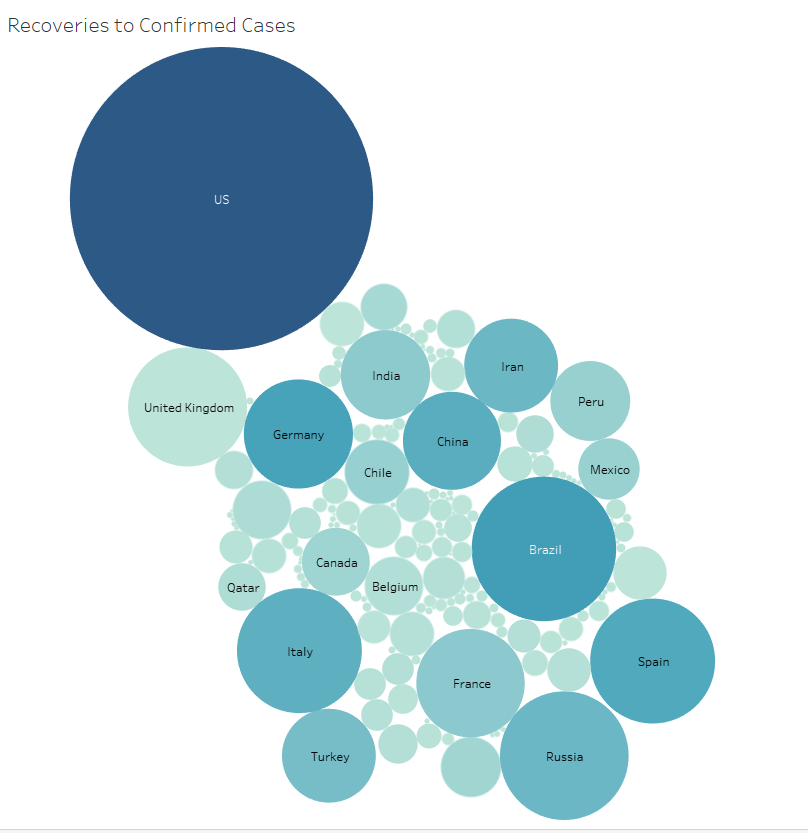 Recoveries to Confirmed Cases
US
Iran
India
Peru
United Kingdom
Germany
China
Mexico
Chile
Brazil
Canada
Qatar
Belgium
Italy
Spain
France
Turkey
Russia